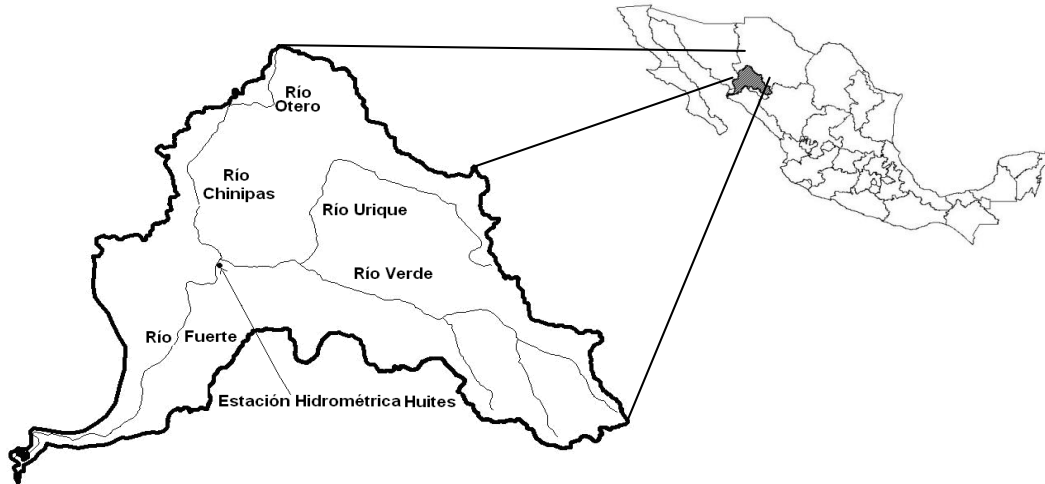 Río
Otero
Río
Chinipas
Río Urique
Río Verde
Río Fuerte
Estación Hidrométrica Huites